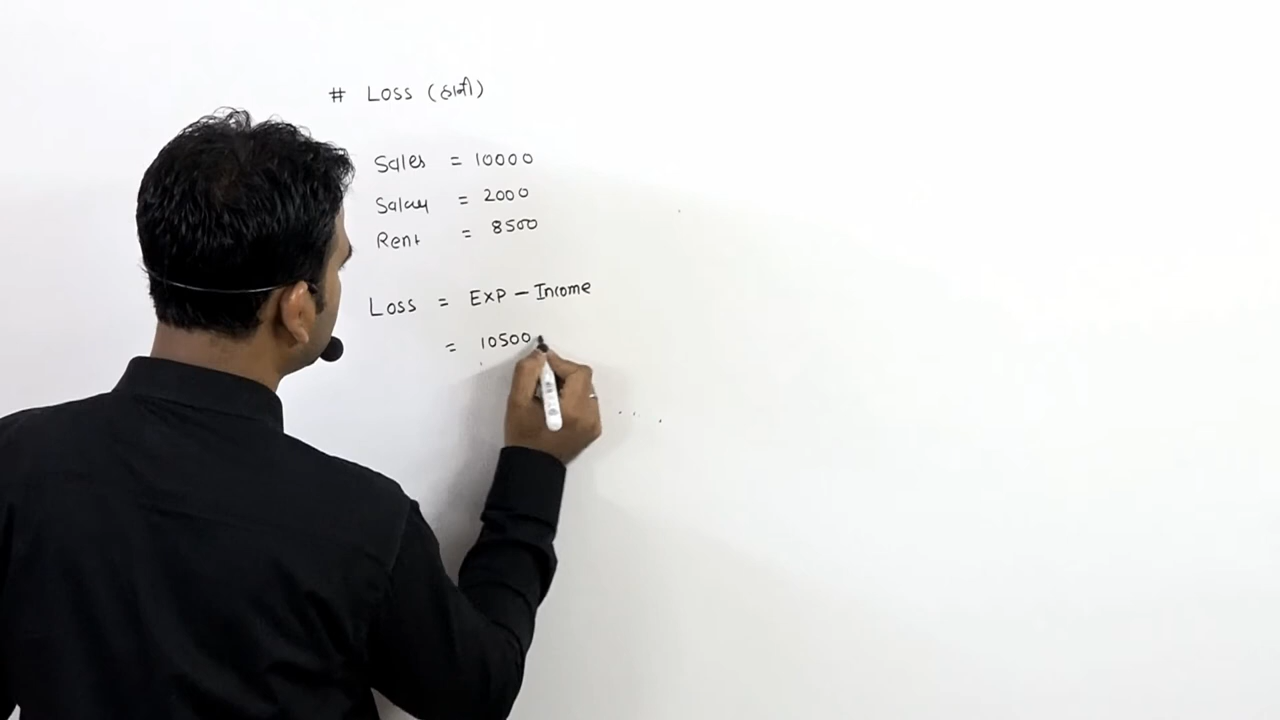 # Loss (હાની)
Sales = 10000
Salary = 2000
Rent = 8500
Loss = EXP - Income
= 10500